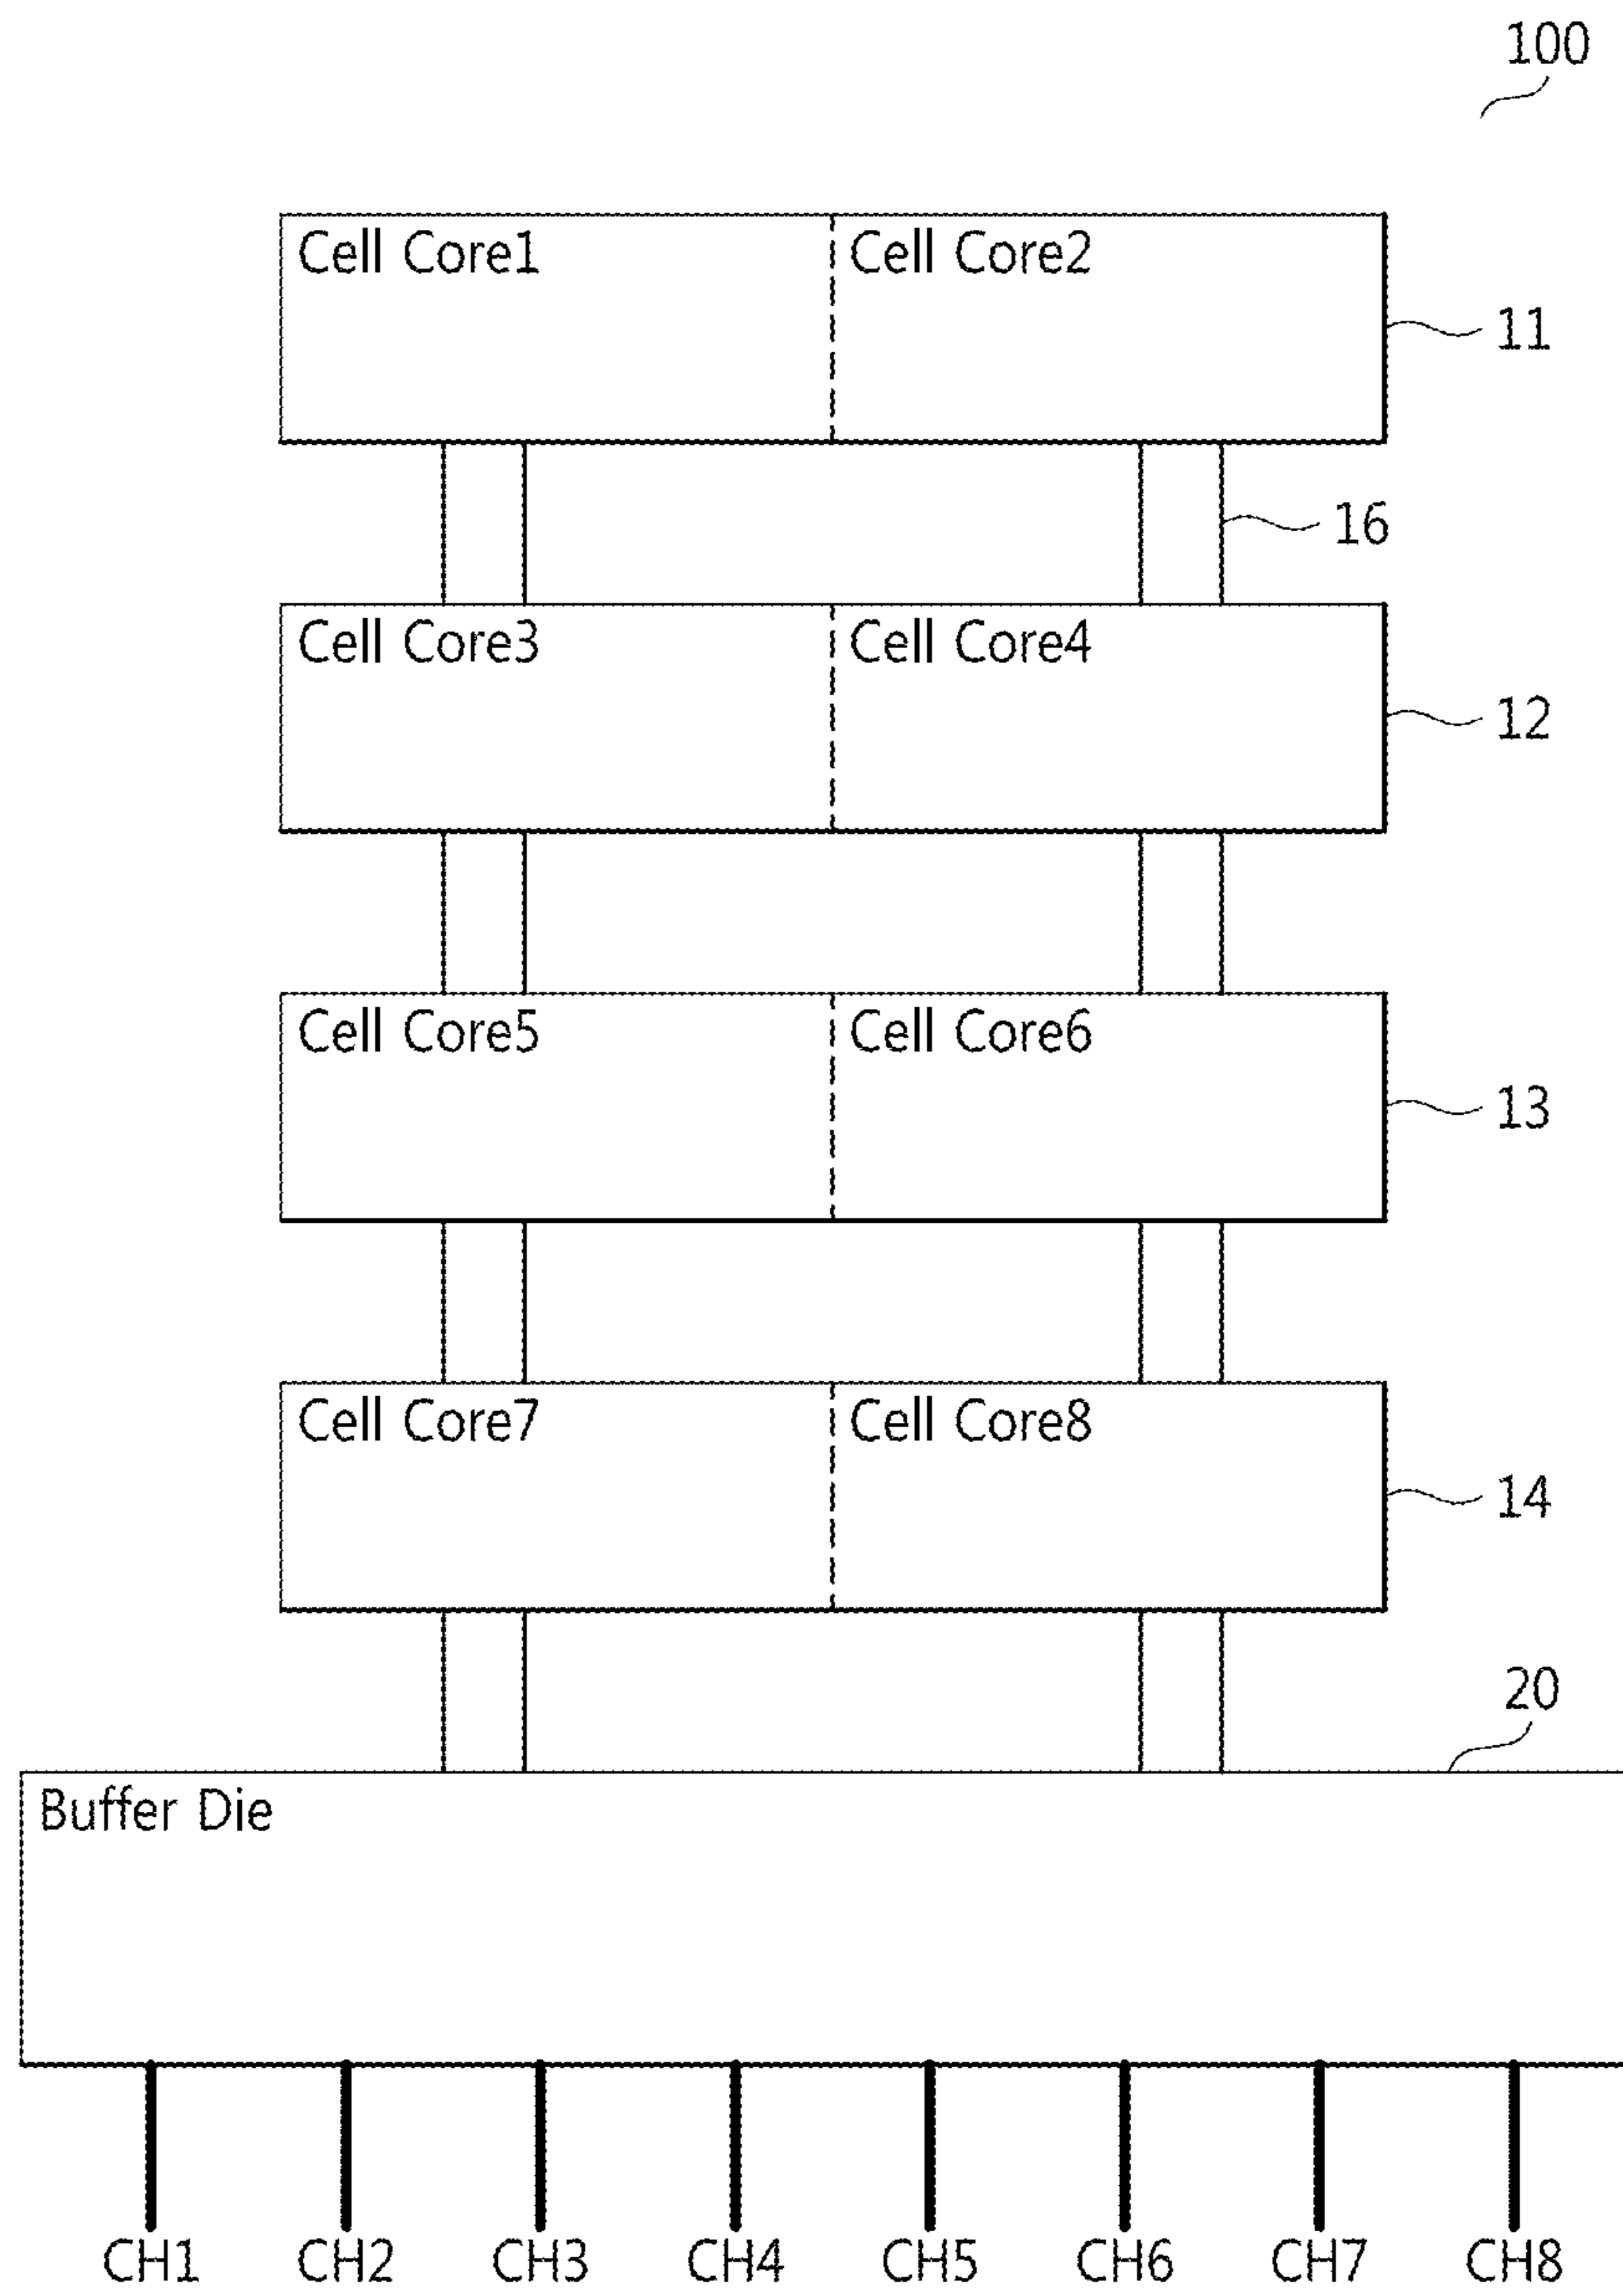 100
Cell Core1 Cell Core2
11
16
Cell Core3 Cell Core4
12
Cell Core5 Cell Core6
13
Cell Core7 Cell Core8
14
20
Buffer Die
CH1 CH2 CH3 CH4 CH5 CH6 CH7 CH8